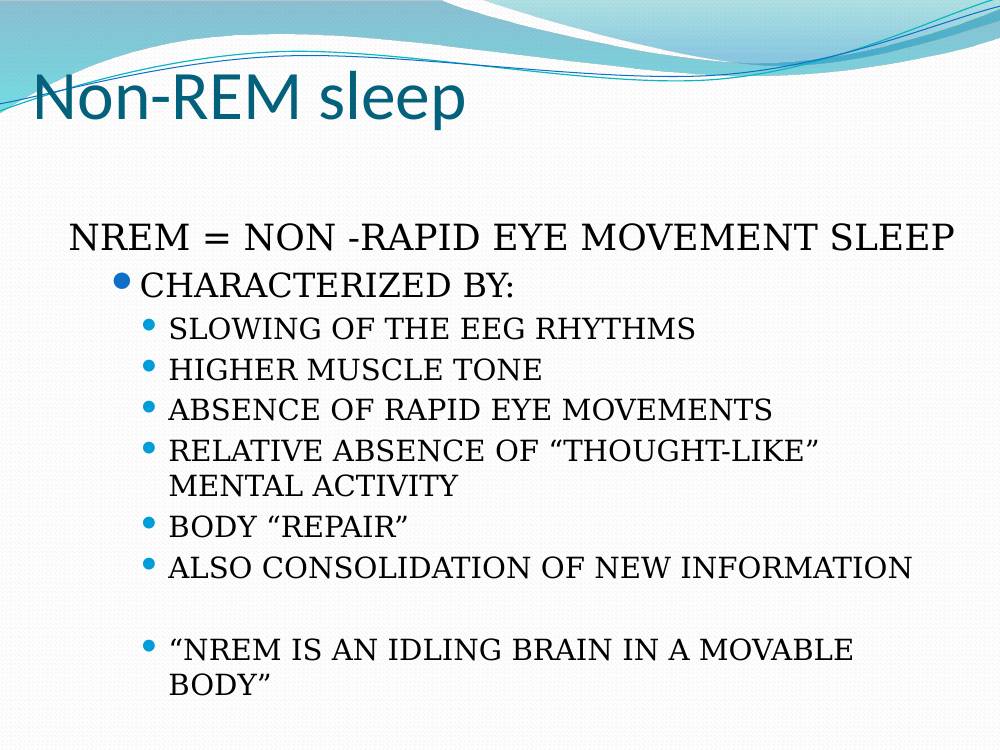 Non-REM sleep
NREM = NON -RAPID EYE MOVEMENT SLEEP
CHARACTERIZED BY:
SLOWING OF THE EEG RHYTHMS
HIGHER MUSCLE TONE
ABSENCE OF RAPID EYE MOVEMENTS
RELATIVE ABSENCE OF “THOUGHT-LIKE”
MENTAL ACTIVITY
BODY “REPAIR”
ALSO CONSOLIDATION OF NEW INFORMATION
“NREM IS AN IDLING BRAIN IN A MOVABLE
BODY”